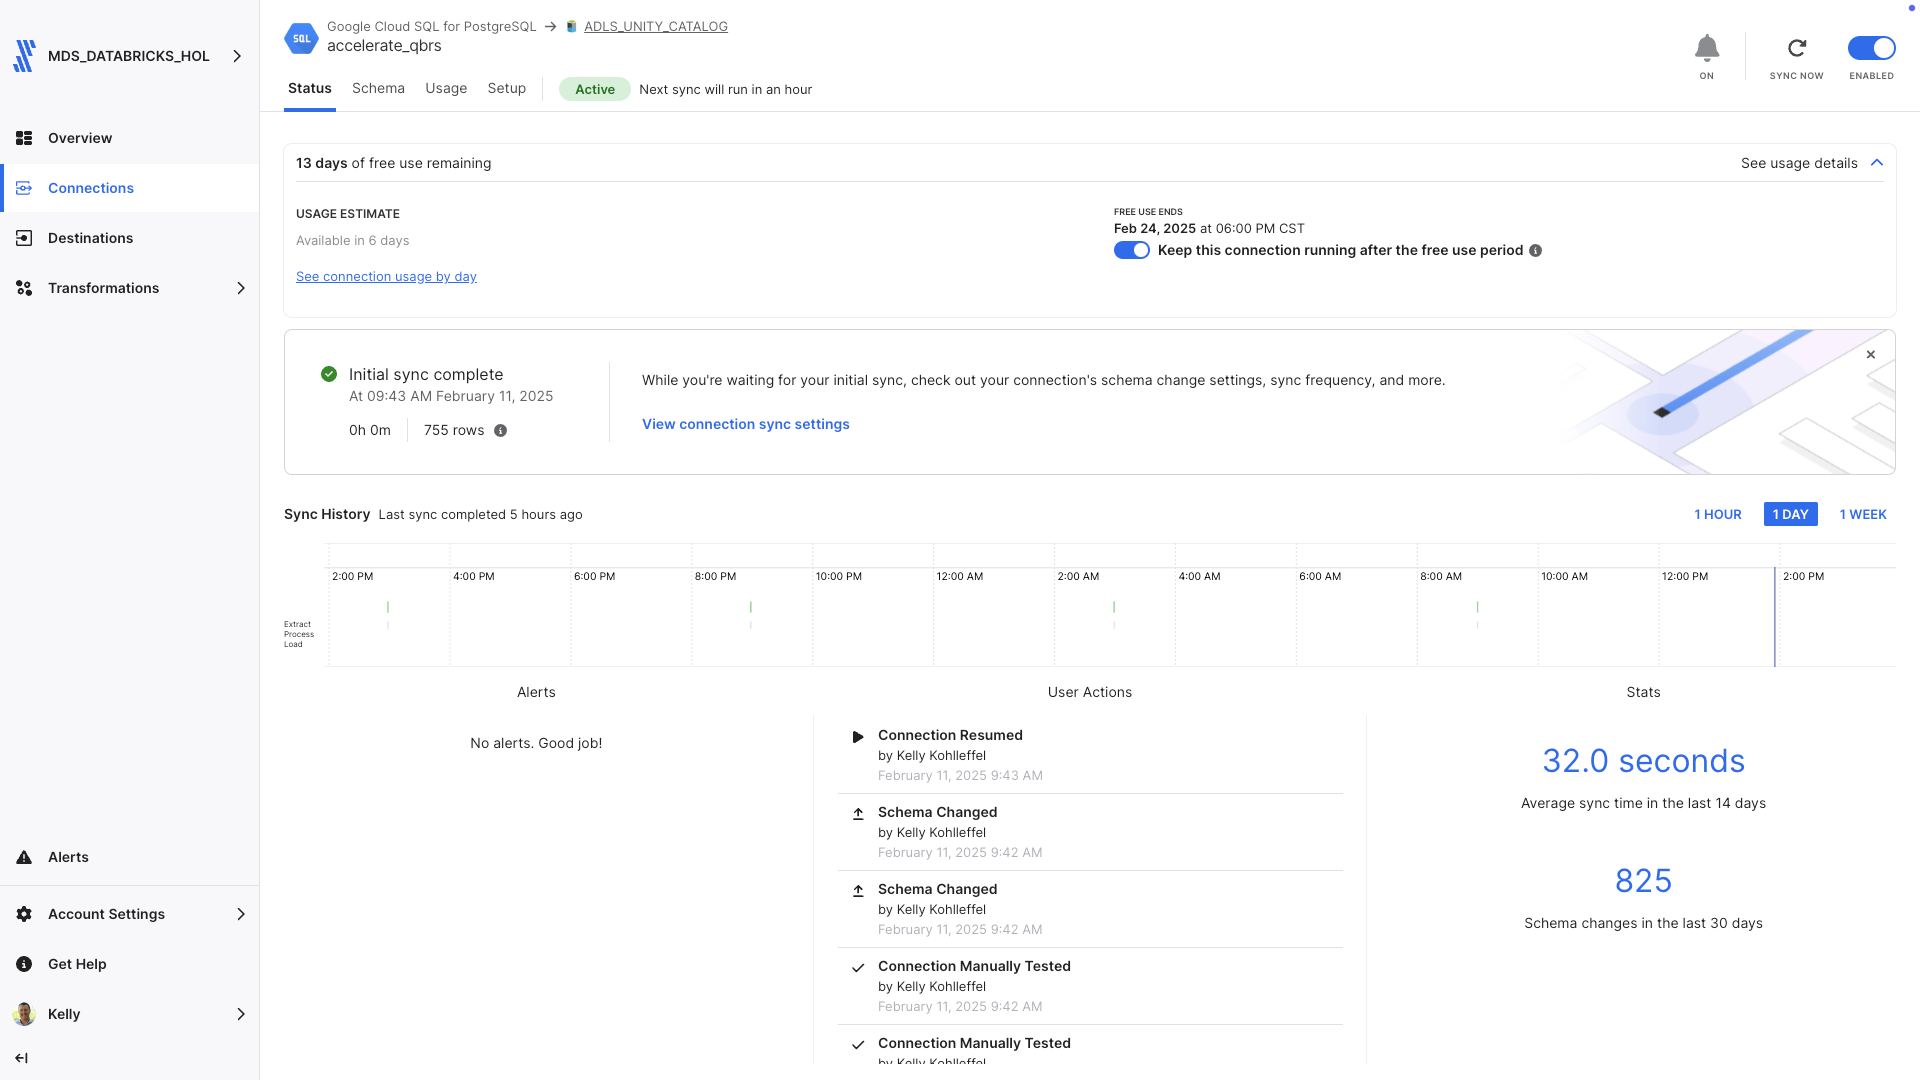 MDS_DATABRICKS_HOL
Overview
Connections
Destinations
Transformations
Alerts
Account Settings
Get Help
Kelly
SQL
Google Cloud SQL for PostgreSQL → ADLS_UNITY_CATALOG
accelerate_qbrs
ON
SYNC NOW
ENABLED
Status Schema Usage Setup Active Next sync will run in an hour
13 days of free use remaining
See usage details
USAGE ESTIMATE
Available in 6 days
See connection usage by day
FREE USE ENDS
Feb 24, 2025 at 06:00 PM CST
Keep this connection running after the free use period
Initial sync complete
At 09:43 AM February 11, 2025
0h 0m 755 rows
While you're waiting for your initial sync, check out your connection's schema change settings, sync frequency, and more.
View connection sync settings
Sync History Last sync completed 5 hours ago
1 HOUR 1 DAY 1 WEEK
2:00 PM 4:00 PM 6:00 PM 8:00 PM 10:00 PM 12:00 AM 2:00 AM 4:00 AM 6:00 AM 8:00 AM 10:00 AM 12:00 PM 2:00 PM
Extract
Process
Load
Alerts
No alerts. Good job!
User Actions
Connection Resumed
by Kelly Kohlleffel
February 11, 2025 9:43 AM
Schema Changed
by Kelly Kohlleffel
February 11, 2025 9:42 AM
Schema Changed
by Kelly Kohlleffel
February 11, 2025 9:42 AM
Connection Manually Tested
by Kelly Kohlleffel
February 11, 2025 9:42 AM
Connection Manually Tested
by Kelly Kohlleffel
Stats
32.0 seconds
Average sync time in the last 14 days
825
Schema changes in the last 30 days